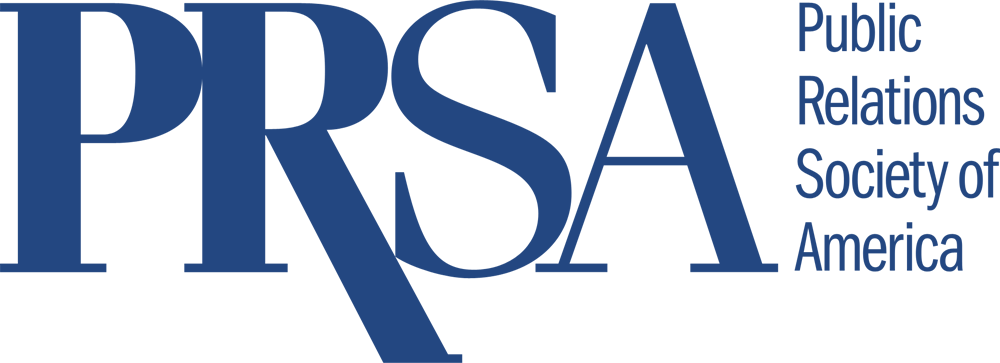 PRSA
Public
Relations
Society of
America